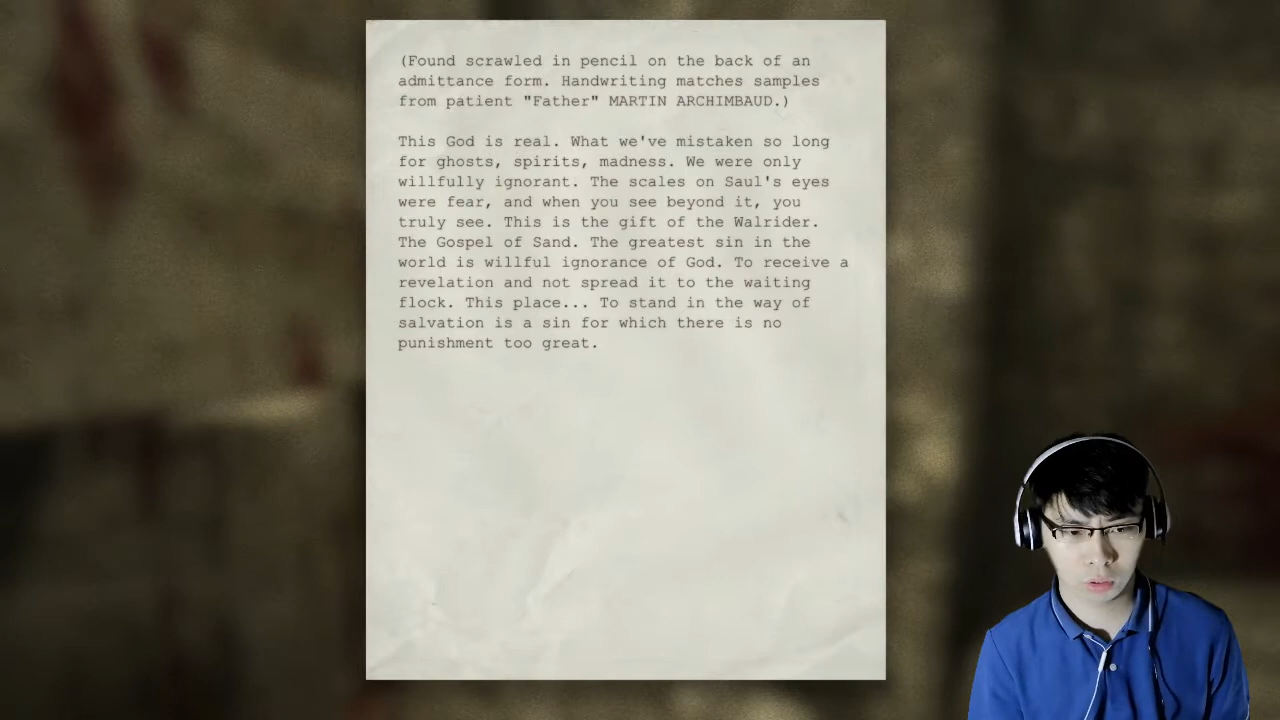 (Found scrawled in pencil on the back of an
admittance form. Handwriting matches samples
from patient "Father" MARTIN ARCHIMBAUD.)
This God is real. What we've mistaken so long
for ghosts, spirits, madness. We were only
willfully ignorant. The scales on Saul's eyes
were fear, and when you see beyond it, you
truly see. This is the gift of the Walrider.
The Gospel of Sand. The greatest sin in the
world is willful ignorance of God. To receive a
revelation and not spread it to the waiting
flock. This place... To stand in the way of
salvation is a sin for which there is no
punishment too great.